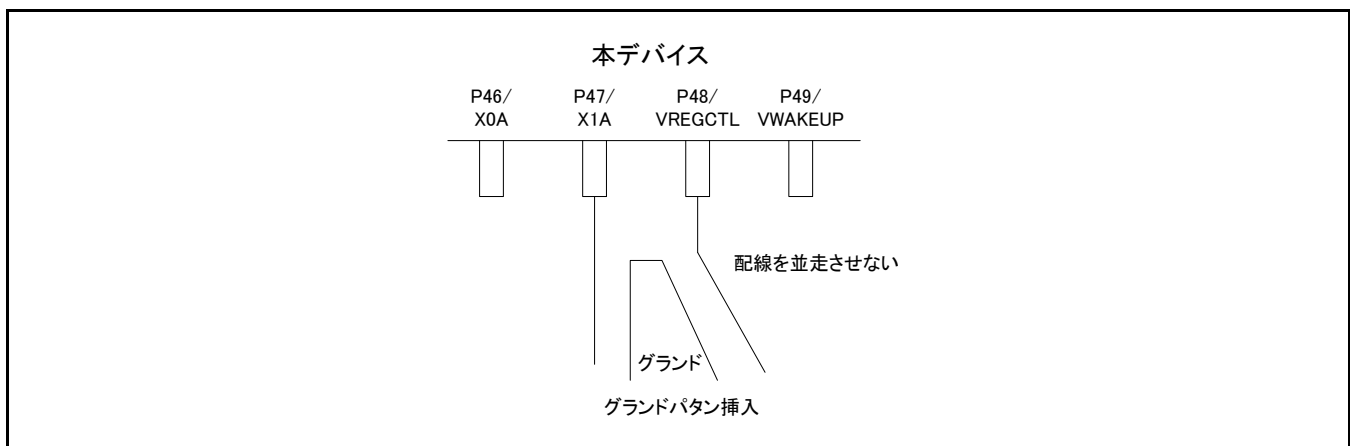 本デバイス
P46/ P47/ P48/ P49/
X0A X1A VREGCTL VWAKEUP
配線を並走させない
グランド
グランドパタン挿入